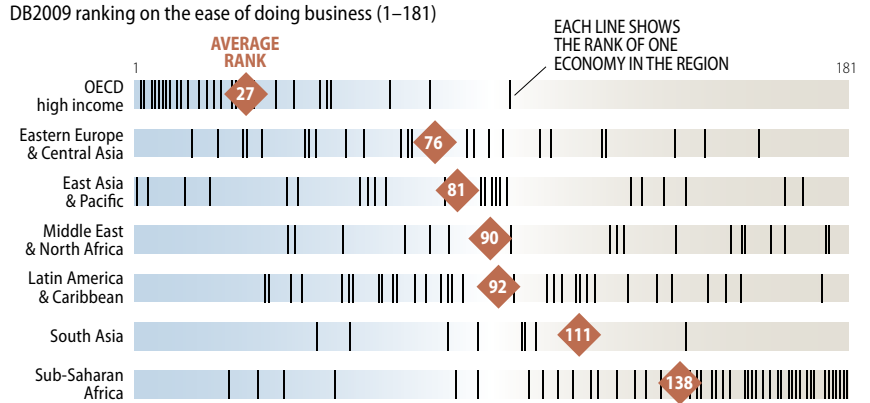 DB2009 ranking on the ease of doing business (1–181)
EACH LINE SHOWS
THE RANK OF ONE
ECONOMY IN THE REGION
AVERAGE
RANK
1
181
OECD
high income
27
Eastern Europe
& Central Asia
76
East Asia
& Pacific
81
Middle East
& North Africa
90
Latin America
& Caribbean
92
South Asia
111
Sub-Saharan
Africa
138